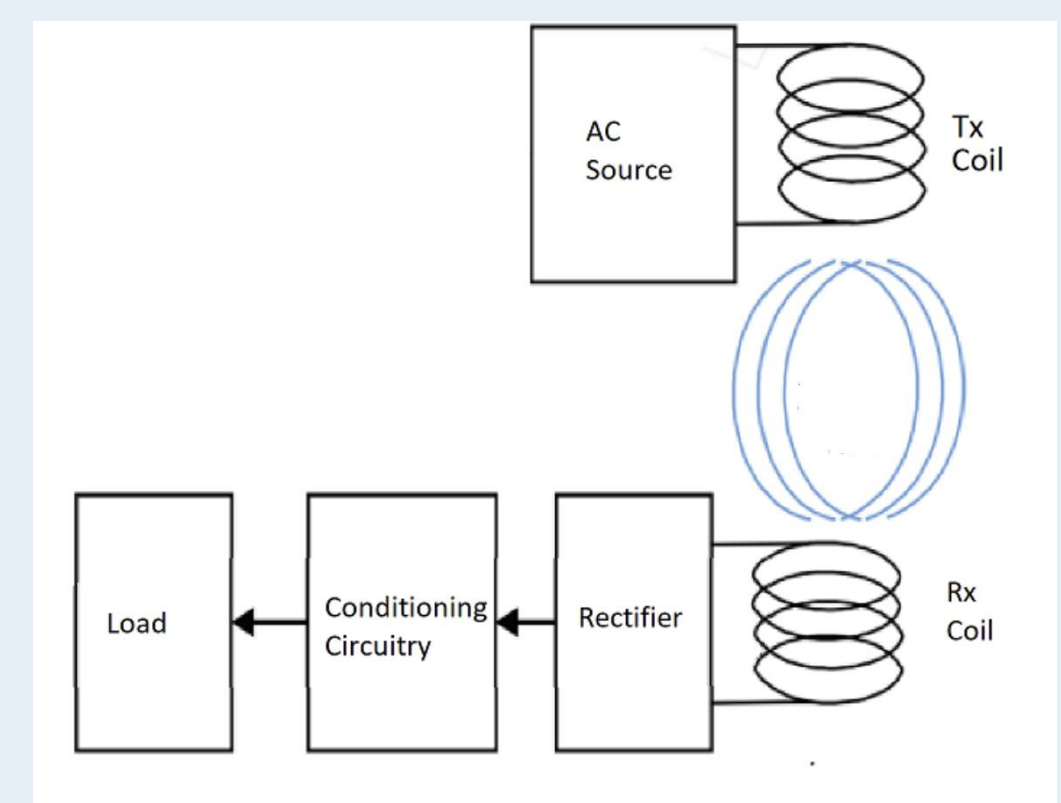 AC
Source
Tx
Coil
Load
Conditioning
Circuitry
Rectifier
Rx
Coil